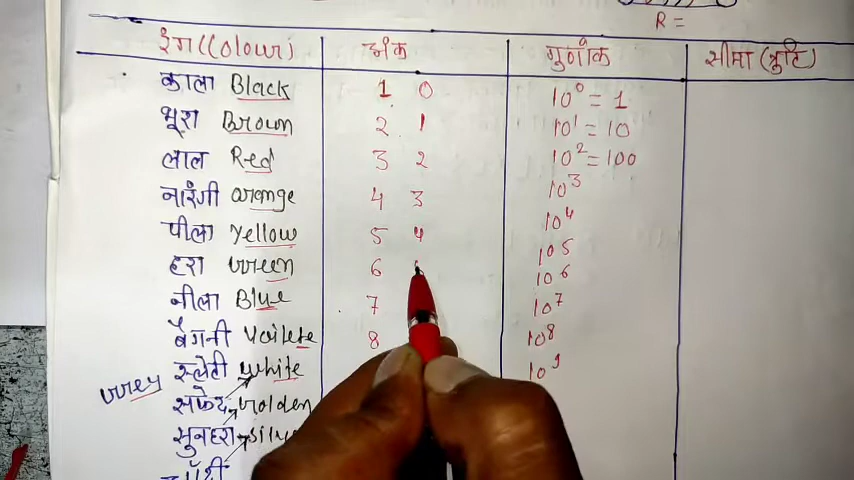 R =
रंग (Colour) अंक गुणांक सीमा (त्रुटि)
काला Black 1 0 10⁰ = 1
भूरा Brown 2 1 10¹ = 10
लाल Red 3 2 10² = 100
नारंगी orange 4 3 10³
पीला Yellow 5 4 10⁴
हरा Green 6 10⁵
10⁶
नीला Blue 7 10⁷
बैगनी Voilete 8 10⁸
स्लेटी White 10⁹
Grey
सफेद Golden
सुनहरा